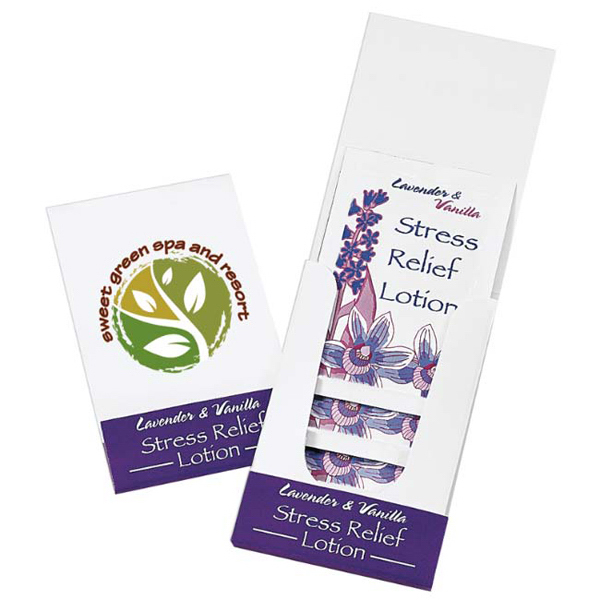 sweet green spa and resort
Lavender & Vanilla
Stress Relief
Lotion
Lavender &
Vanilla
Stress
Relief
Lotion
Lavender & Vanilla
Stress Relief
Lotion